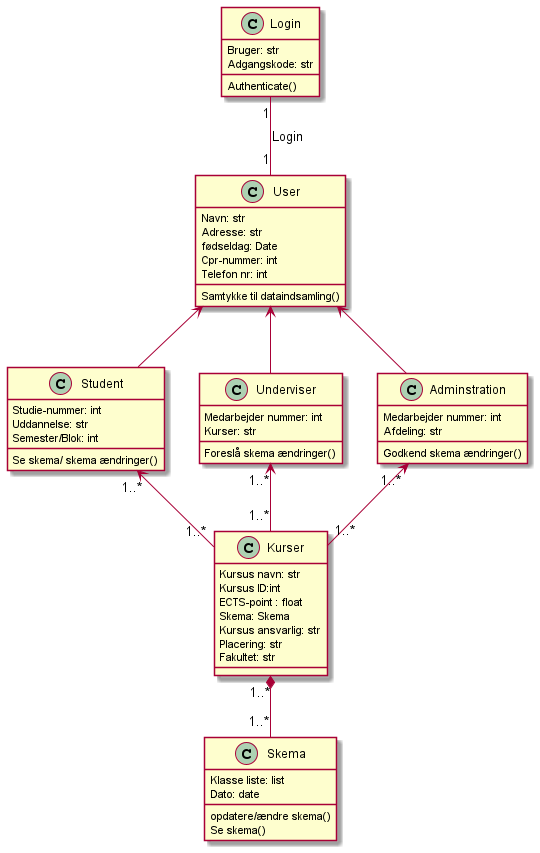 C Login
Bruger: str
Adgangskode: str
Authenticate()
1
Login
1
C User
Navn: str
Adresse: str
fødseldag: Date
Cpr-nummer: int
Telefon nr: int
Samtykke til dataindsamling()
C Student
Studie-nummer: int
Uddannelse: str
Semester/Blok: int
Se skema/ skema ændringer()
C Underviser
Medarbejder nummer: int
Kurser: str
Foreslå skema ændringer()
C Adminstration
Medarbejder nummer: int
Afdeling: str
Godkend skema ændringer()
1..*
1..*
1..*
1..*
1..*
1..*
C Kurser
Kursus navn: str
Kursus ID:int
ECTS-point : float
Skema: Skema
Kursus ansvarlig: str
Placering: str
Fakultet: str
1..*
1..*
C Skema
Klasse liste: list
Dato: date
opdatere/ændre skema()
Se skema()